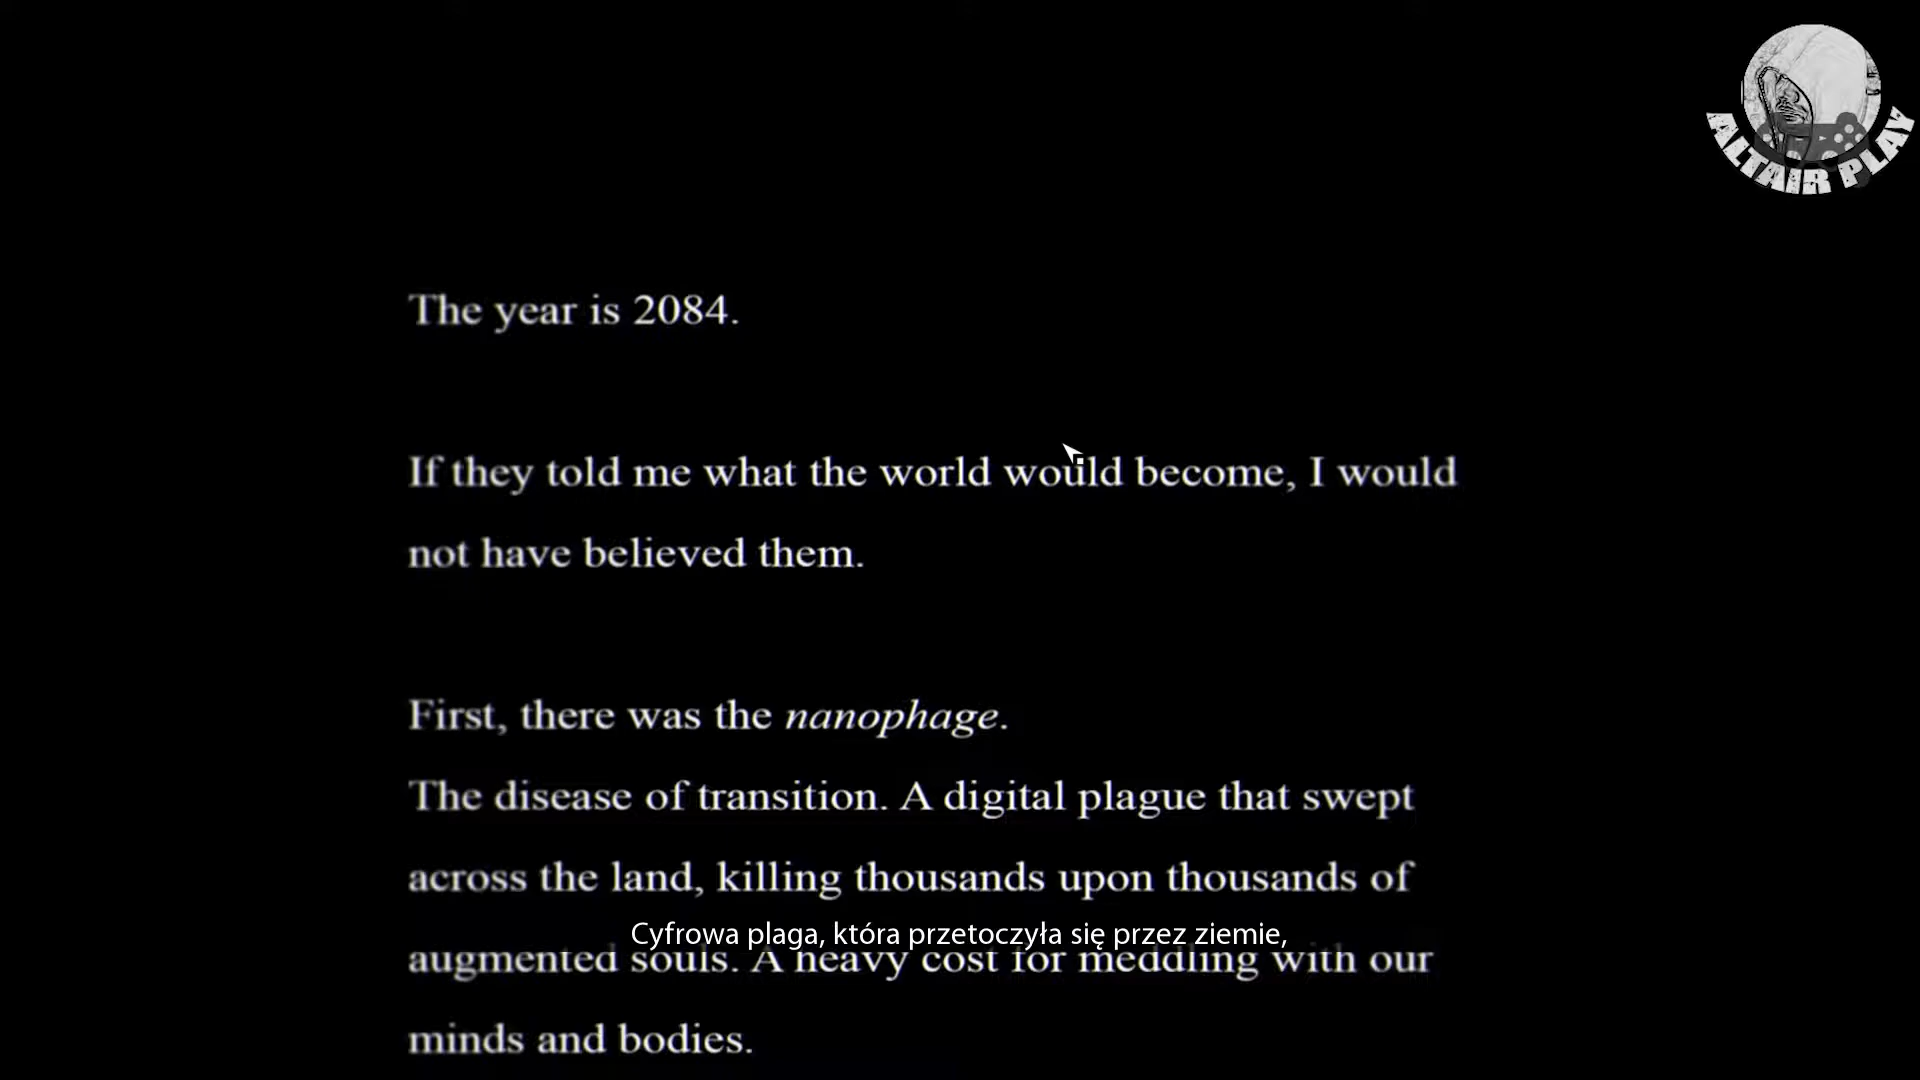 ALTAIR PLAY
The year is 2084.
If they told me what the world would become, I would
not have believed them.
First, there was the nanophage.
The disease of transition. A digital plague that swept
across the land, killing thousands upon thousands of
Cyfrowa plaga, która przetoczyła się przez ziemie,
augmented souls. A heavy cost for meddling with our
minds and bodies.